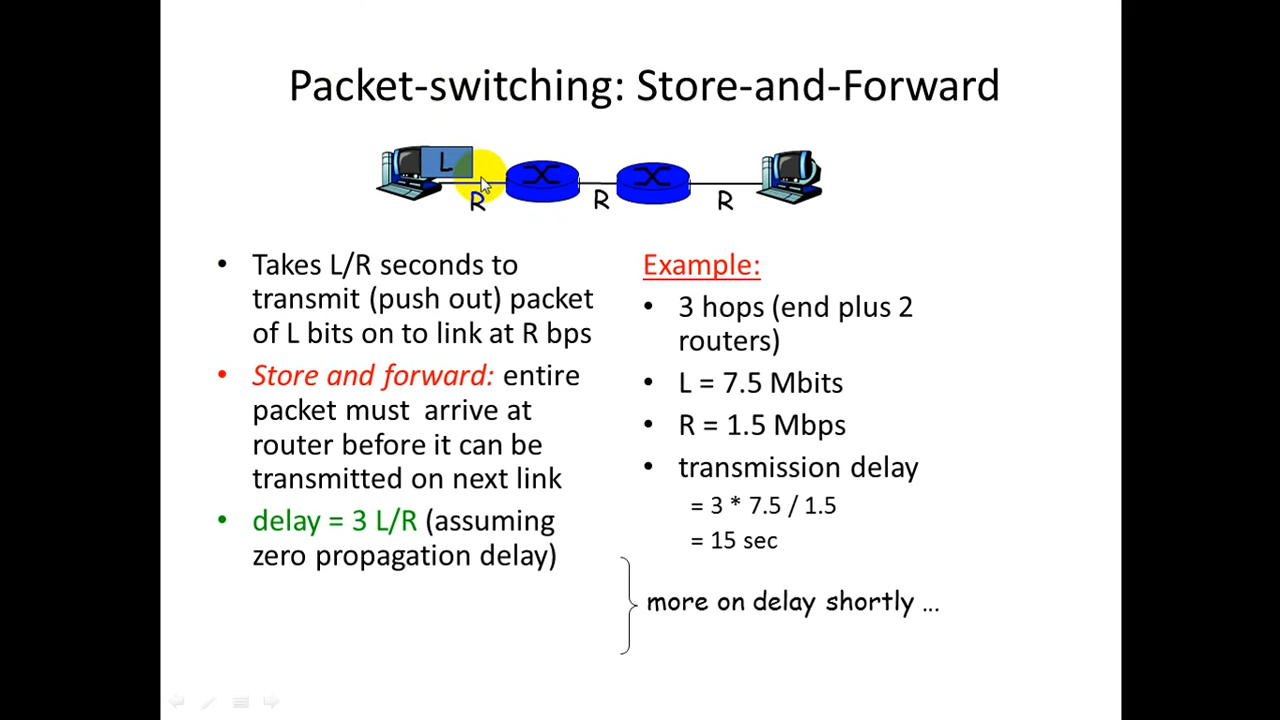 Packet-switching: Store-and-Forward
L
R
R
R
• Takes L/R seconds to
transmit (push out) packet
of L bits on to link at R bps
• Store and forward: entire
packet must arrive at
router before it can be
transmitted on next link
• delay = 3 L/R (assuming
zero propagation delay)
Example:
• 3 hops (end plus 2
routers)
• L = 7.5 Mbits
• R = 1.5 Mbps
• transmission delay
= 3 * 7.5 / 1.5
= 15 sec
more on delay shortly …